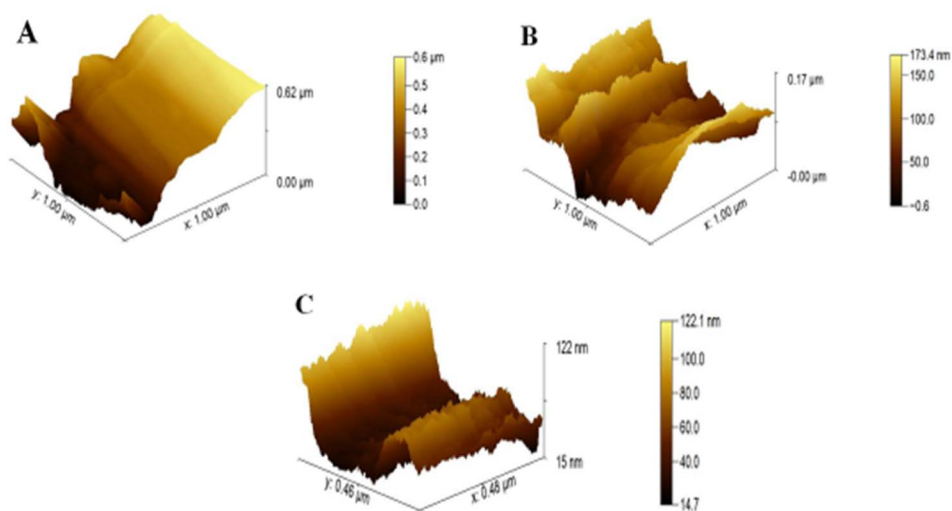 A
0.62 µm
0.00 µm
y: 1.00 µm
x: 1.00 µm
0.6 µm
0.5
0.4
0.3
0.2
0.1
0.0
B
0.17 µm
-0.00 µm
y: 1.00 µm
x: 1.00 µm
173.4 nm
150.0
100.0
50.0
-0.6
C
122 nm
15 nm
y: 0.46 µm
x: 0.46 µm
122.1 nm
100.0
80.0
60.0
40.0
14.7